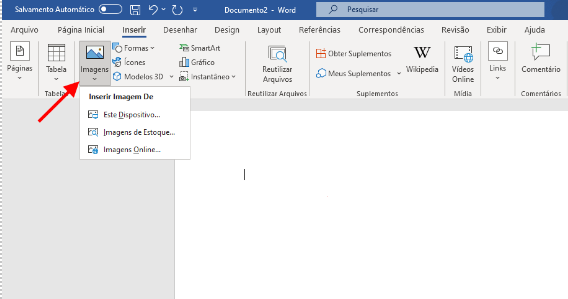 Salvamento Automático
Documento2 - Word
Pesquisar
Arquivo Página Inicial Inserir Desenhar Design Layout Referências Correspondências Revisão Exibir Ajuda
Páginas
Tabela
Tabelas
Imagens
Formas
Ícones
Modelos 3D
SmartArt
Gráfico
Instantâneo
Reutilizar
Arquivos
Reutilizar Arquivos
Obter Suplementos
Meus Suplementos
Wikipedia
Suplementos
Vídeos
Online
Mídia
Links
Comentário
Comentários
Inserir Imagem De
Este Dispositivo...
Imagens de Estoque...
Imagens Online...